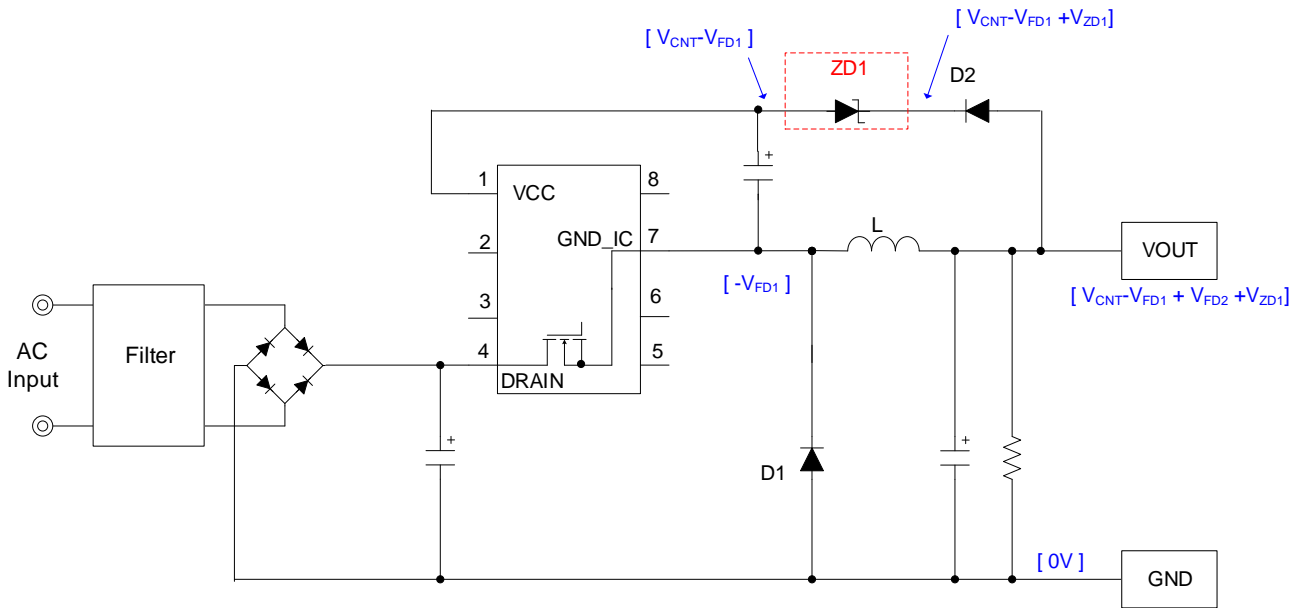 [ VCNT-VFD1 +VZD1]
[ VCNT-VFD1 ]
ZD1
D2
+
1
VCC
8
2
GND_IC
7
L
VOUT
[ -VFD1 ]
[ VCNT-VFD1 + VFD2 +VZD1]
3
6
AC
Input
Filter
4
5
DRAIN
+
D1
+
[ 0V ]
GND